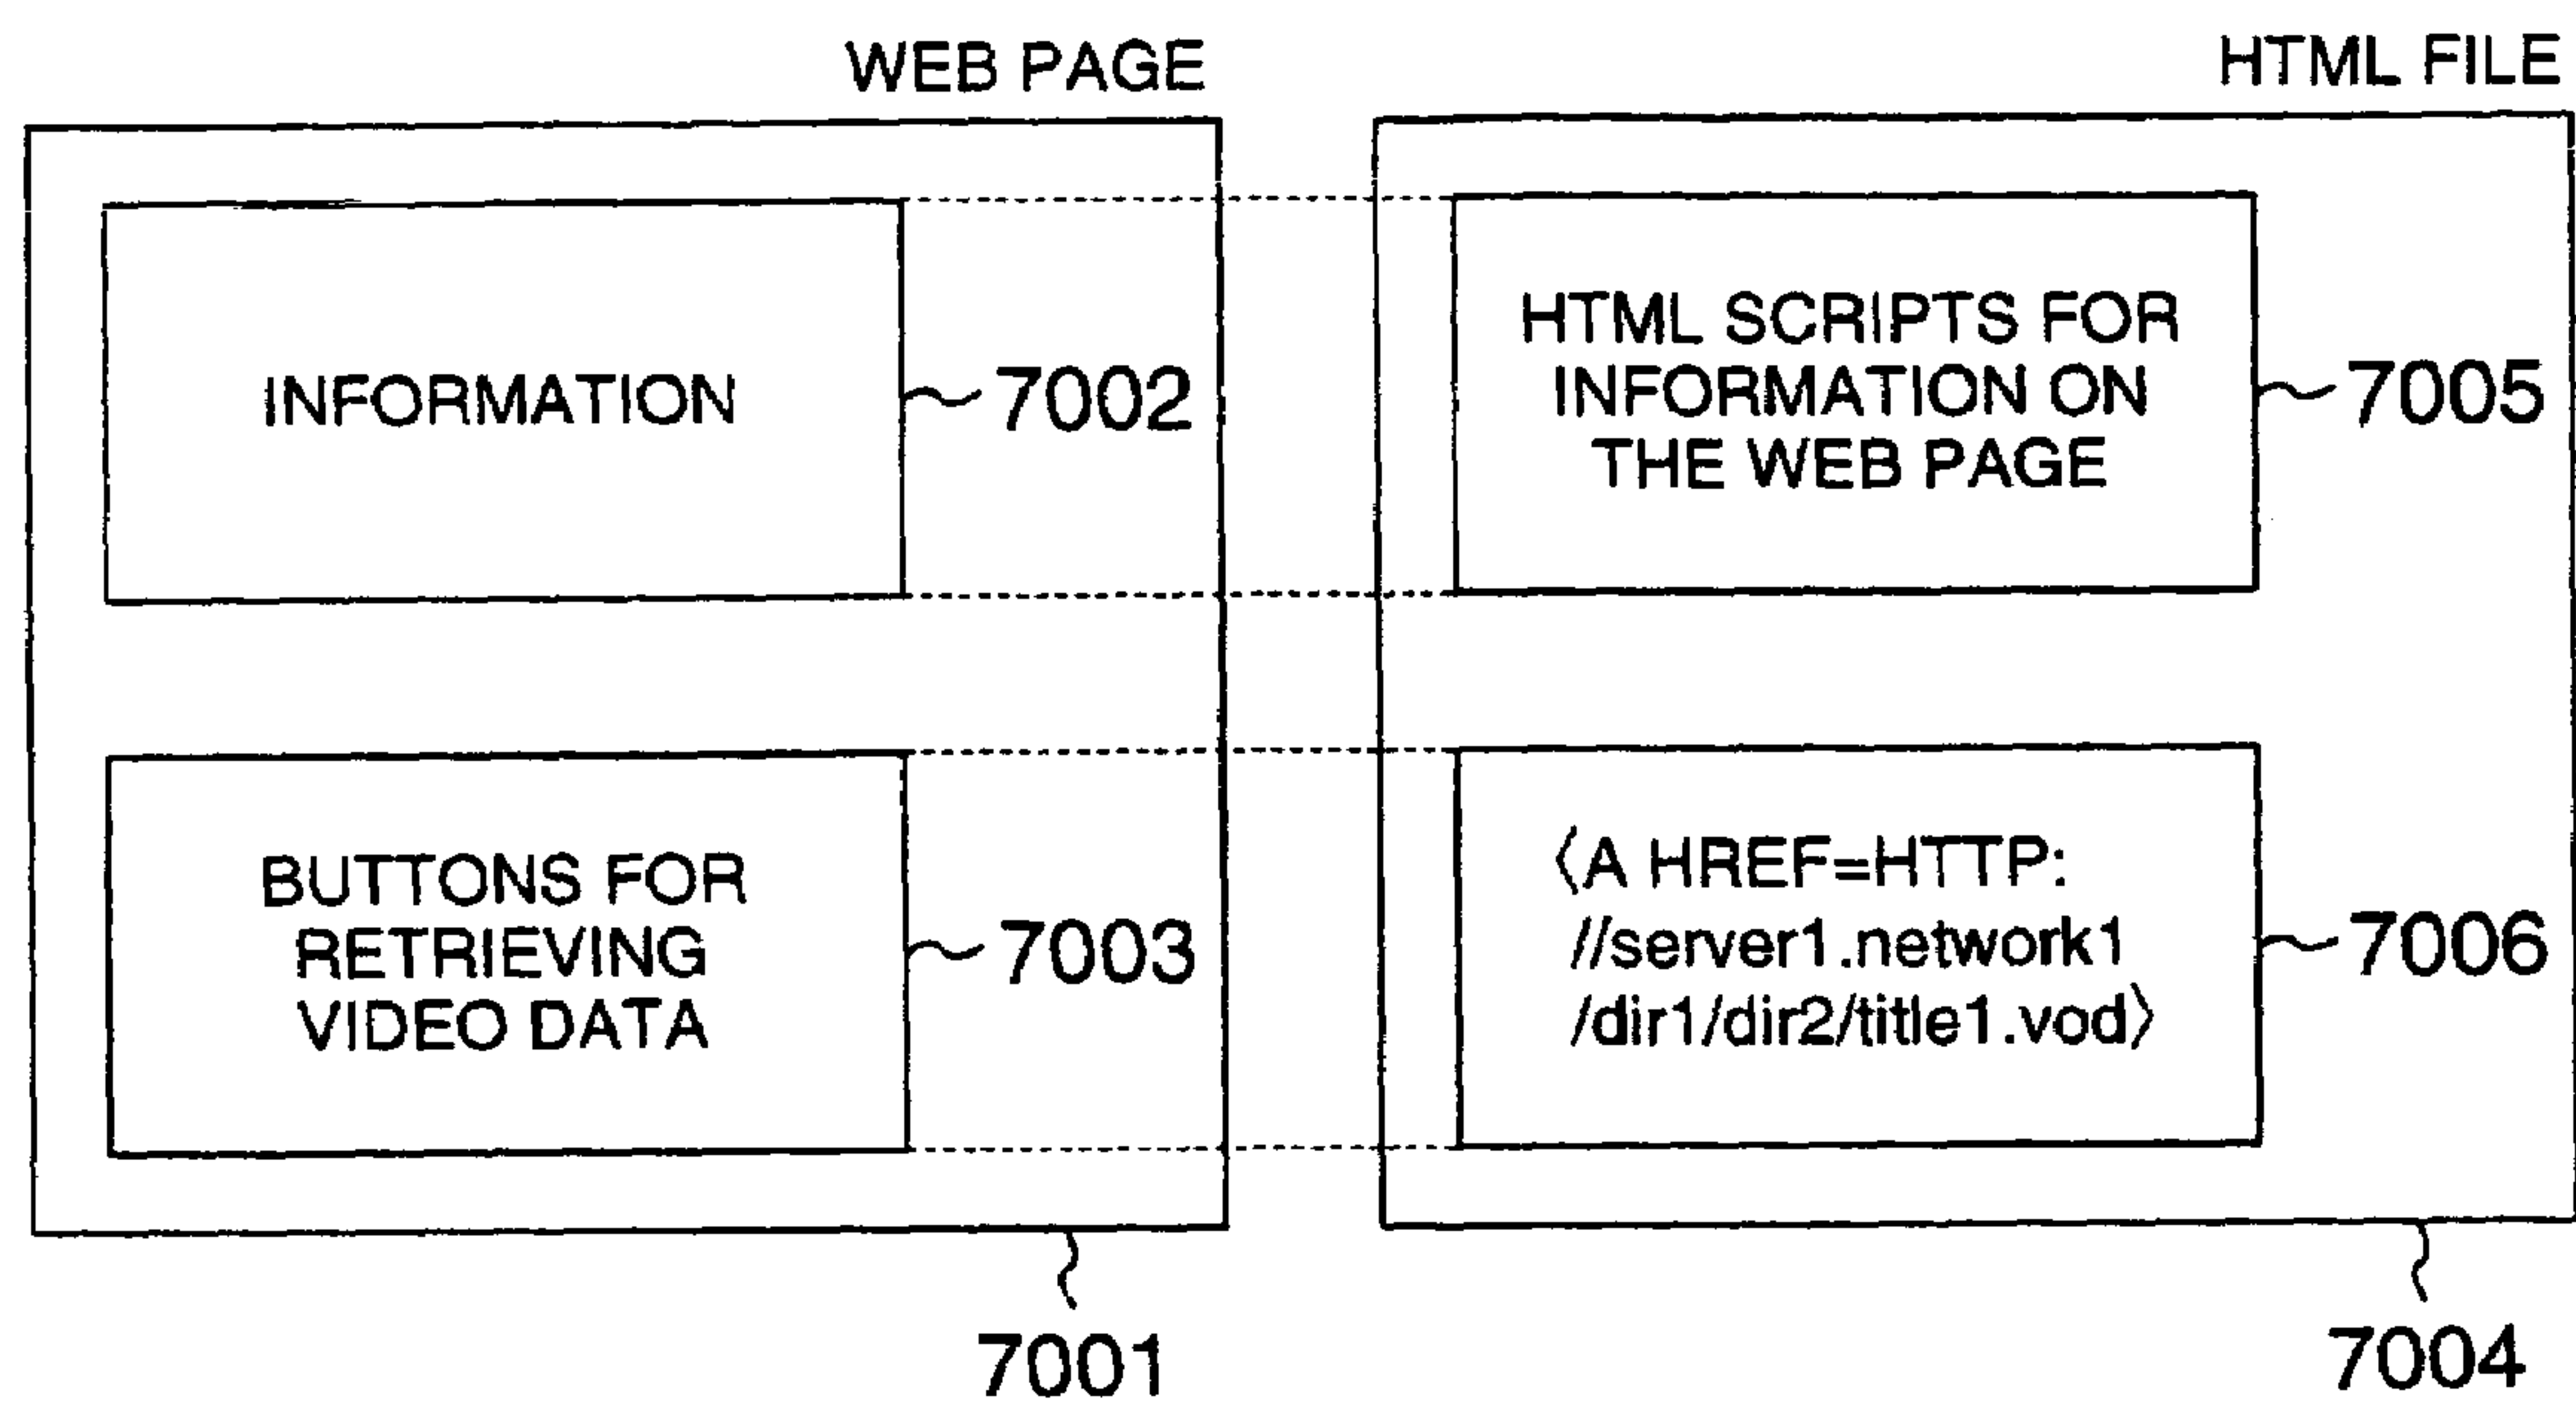 WEB PAGE
INFORMATION
7002
BUTTONS FOR
RETRIEVING
VIDEO DATA
7003
7001
HTML FILE
HTML SCRIPTS FOR
INFORMATION ON
THE WEB PAGE
7005
〈A HREF=HTTP:
//server1.network1
/dir1/dir2/title1.vod〉
7006
7004